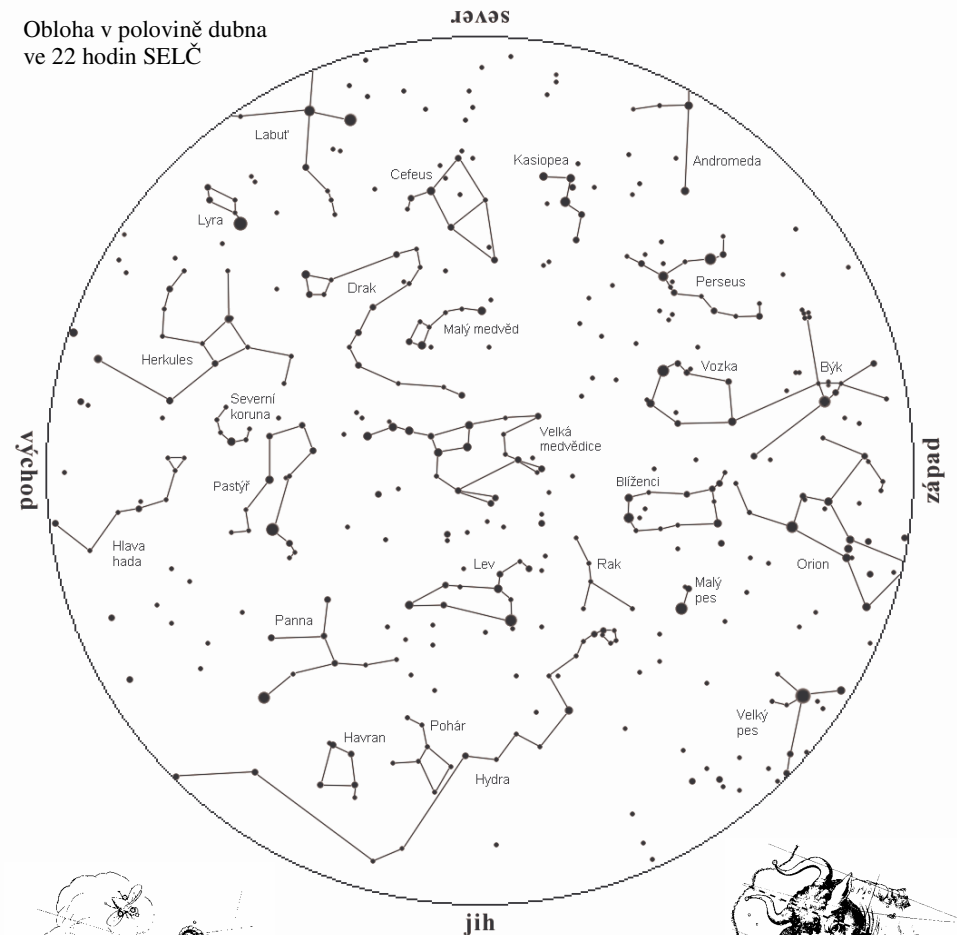 Obloha v polovině dubna
ve 22 hodin SELČ
sever
Labuť
Cefeus
Kasiopea
Andromeda
Lyra
Drak
Perseus
Malý medvěd
Herkules
Vozka
Býk
Severní
koruna
Velká
medvědice
východ
západ
Pastýř
Blíženci
Hlava
hada
Lev
Rak
Orion
Malý
pes
Panna
Velký
pes
Pohár
Havran
Hydra
jih